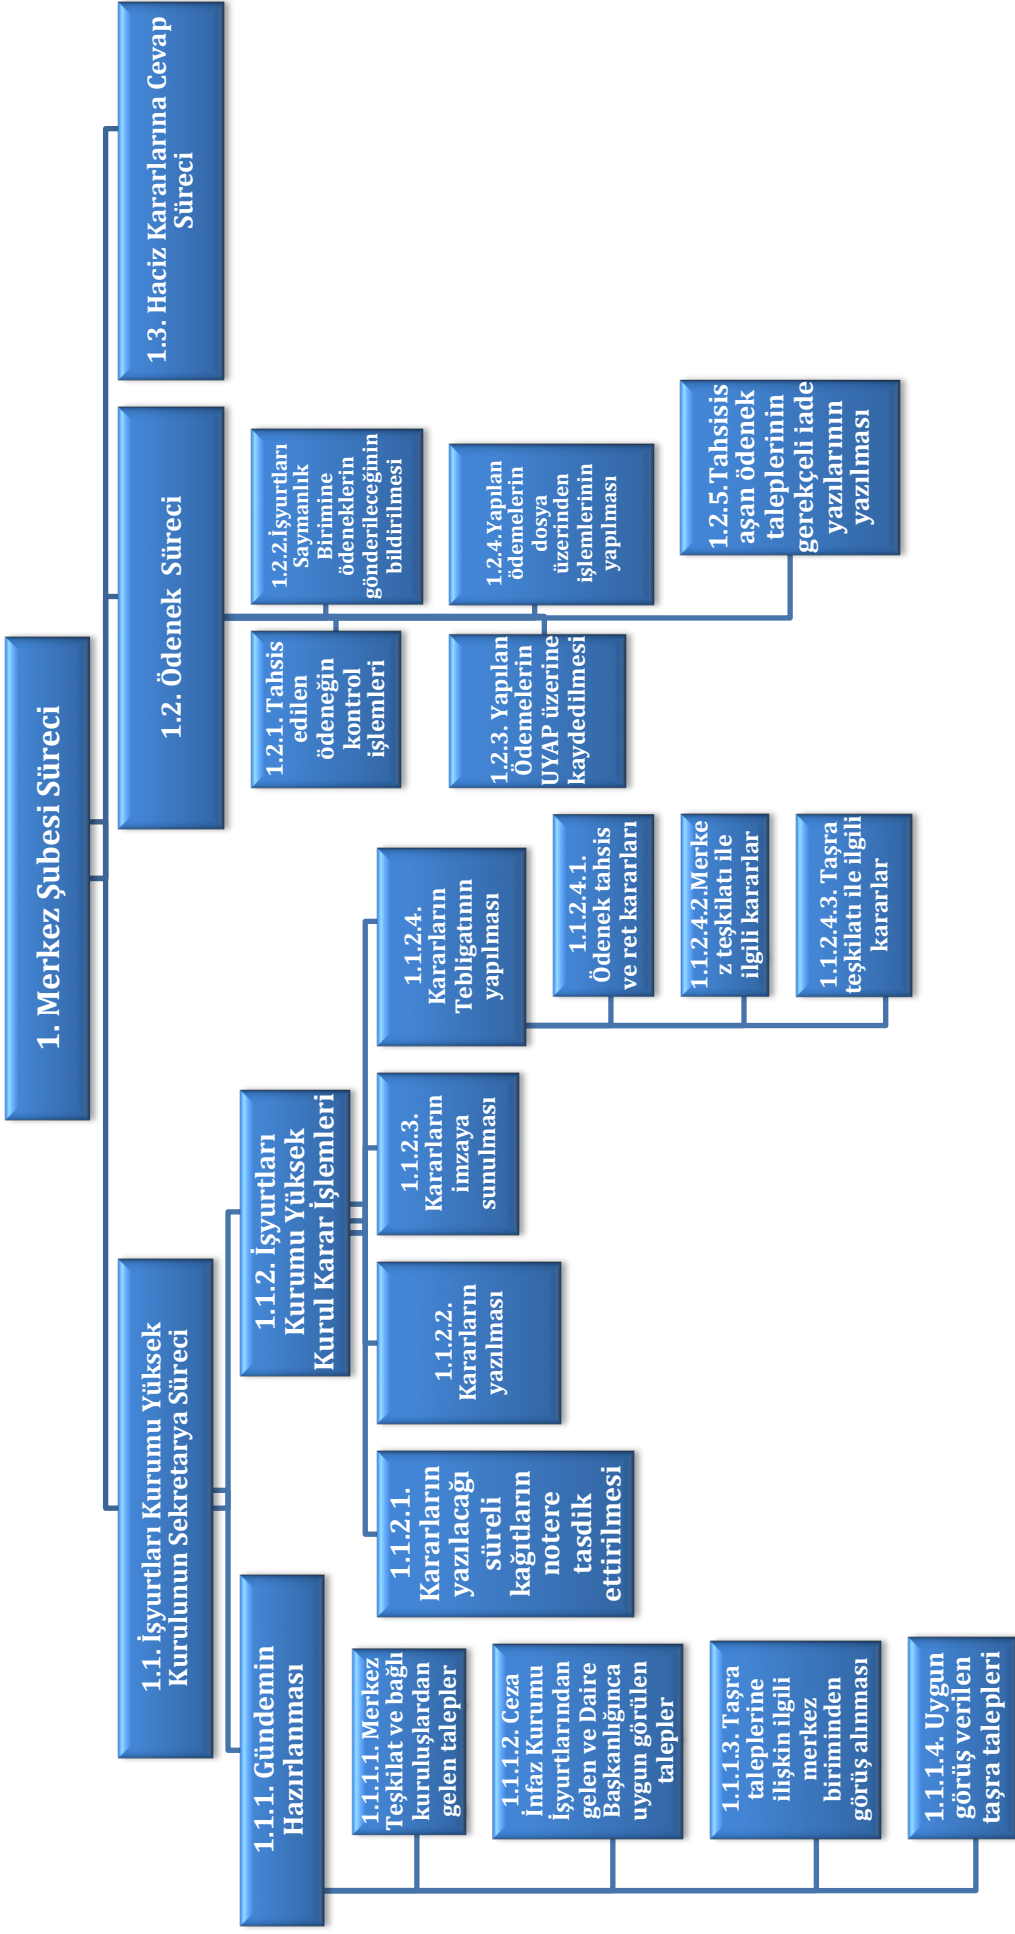 1. Merkez Şubesi Süreci
1.1. İşyurtları Kurumu Yüksek
Kurulunun Sekretarya Süreci
1.1.1. Gündemin
Hazırlanması
1.1.1.1. Merkez
Teşkilat ve bağlı
kuruluşlardan
gelen talepler
1.1.1.2. Ceza
İnfaz Kurumu
İşyurtlarından
gelen ve Daire
Başkanlığınca
uygun görülen
talepler
1.1.1.3. Taşra
taleplerine
ilişkin ilgili
merkez
biriminden
görüş alınması
1.1.1.4. Uygun
görüş verilen
taşra talepleri
1.1.2. İşyurtları
Kurumu Yüksek
Kurul Karar İşlemleri
1.1.2.1.
Kararların
yazılacağı
süreli
kağıtların
notere
tasdik
ettirilmesi
1.1.2.2.
Kararların
yazılması
1.1.2.3.
Kararların
imzaya
sunulması
1.1.2.4.
Kararların
Tebligatının
yapılması
1.1.2.4.1.
Ödenek tahsis
ve ret kararları
1.1.2.4.2.Merke
z teşkilatı ile
ilgili kararlar
1.1.2.4.3. Taşra
teşkilatı ile ilgili
kararlar
1.2. Ödenek Süreci
1.2.1. Tahsis
edilen
ödeneğin
kontrol
işlemleri
1.2.2.İşyurtları
Saymanlık
Birimine
ödeneklerin
gönderileceğinin
bildirilmesi
1.2.3. Yapılan
Ödemelerin
UYAP üzerine
kaydedilmesi
1.2.4.Yapılan
ödemelerin
dosya
üzerinden
işlemlerinin
yapılması
1.2.5.Tahsisis
aşan ödenek
taleplerinin
gerekçeli iade
yazılarının
yazılması
1.3. Haciz Kararlarına Cevap
Süreci